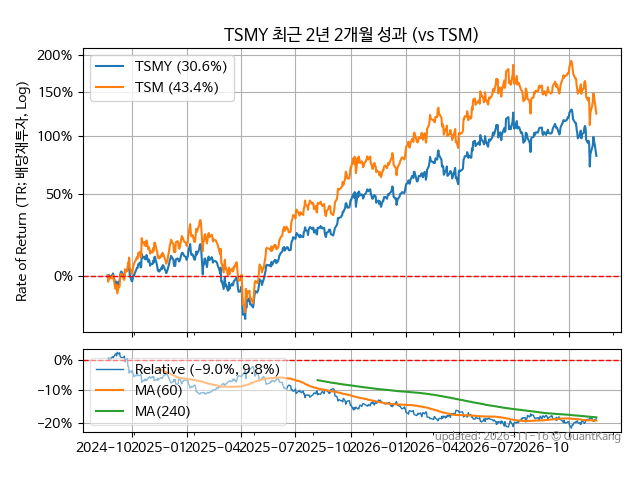 TSMY 최근 2년 2개월 성과 (vs TSM)
Rate of Return (TR: 배당재투자, Log)
200%
150%
100%
50%
0%
TSMY (30.6%)
TSM (43.4%)
0%
−10%
−20%
Relative (−9.0%, 9.8%)
MA(60)
MA(240)
updated: 2026-11-16 © QuantKang
2024−10 2025−01 2025−04 2025−07 2025−10 2026−01 2026−04 2026−07 2026−10